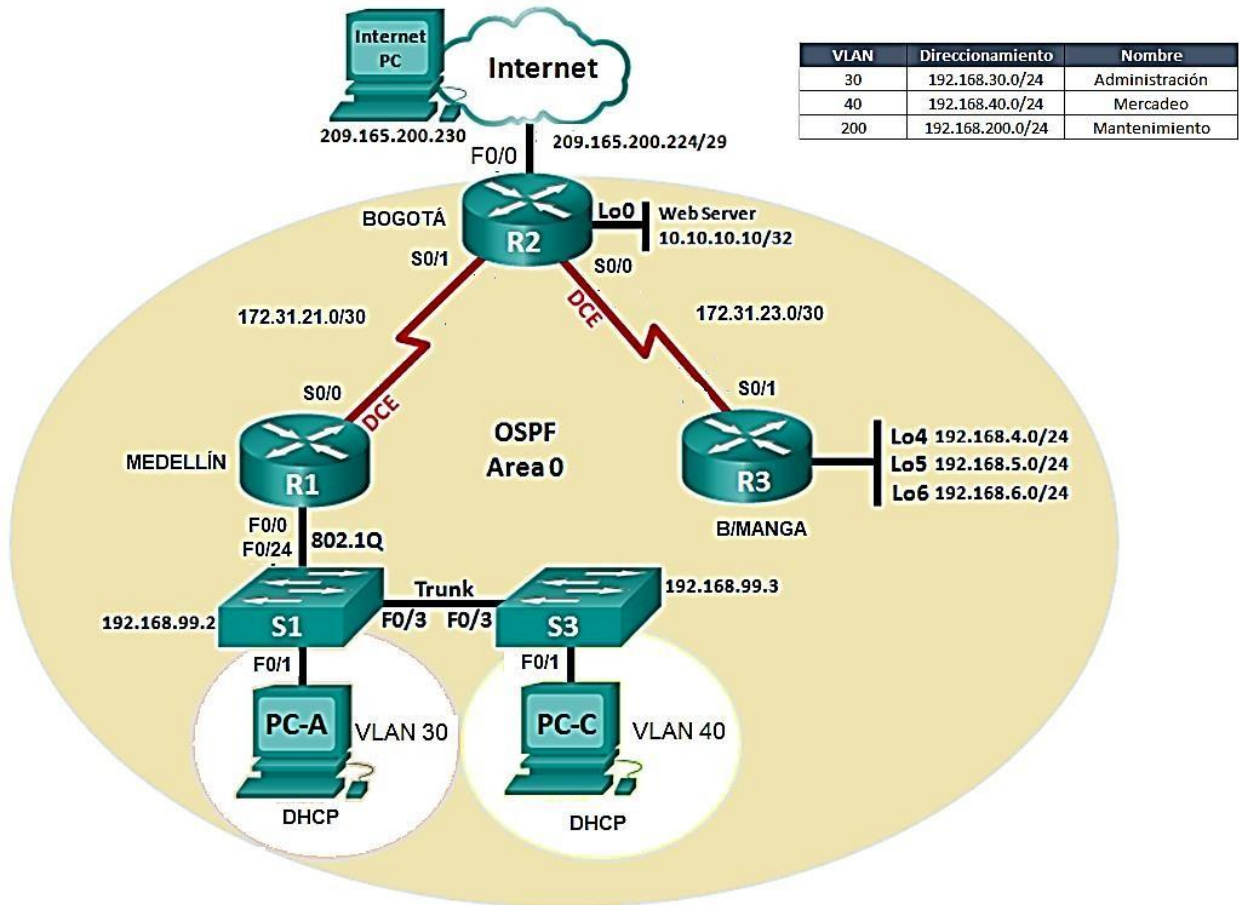 Internet
PC
Internet
209.165.200.230
209.165.200.224/29
F0/0
VLAN Direccionamiento Nombre
30 192.168.30.0/24 Administración
40 192.168.40.0/24 Mercadeo
200 192.168.200.0/24 Mantenimiento
BOGOTÁ
R2
Lo0
Web Server
10.10.10.10/32
S0/1
S0/0
DCE
172.31.21.0/30
172.31.23.0/30
S0/0
DCE
S0/1
OSPF
Area 0
MEDELLÍN
R1
R3
B/MANGA
Lo4 192.168.4.0/24
Lo5 192.168.5.0/24
Lo6 192.168.6.0/24
F0/0
F0/24
802.1Q
Trunk
192.168.99.2
S1
F0/3
F0/3
S3
192.168.99.3
F0/1
F0/1
PC-A
VLAN 30
PC-C
VLAN 40
DHCP
DHCP